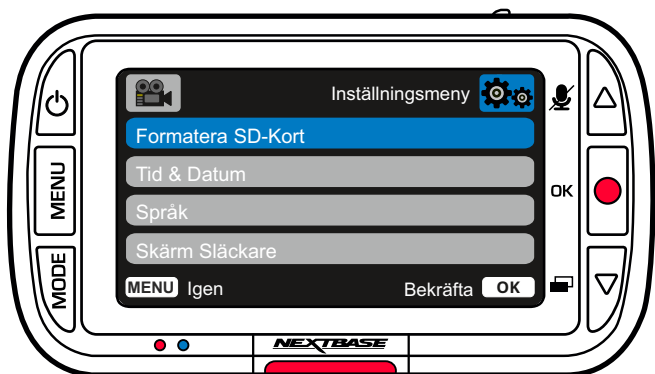 Inställningsmeny
Formatera SD-Kort
Tid & Datum
Språk
Skärm Släckare
MENU Igen Bekräfta OK
MENU
MODE
OK
NEXTBASE